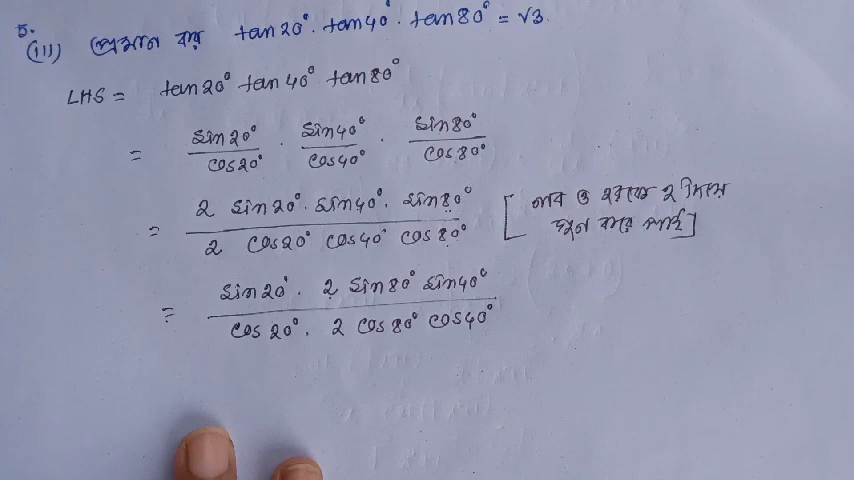 5.
(iii) প্রমাণ কর tan20°. tan40°. tan80° = √3.
LHS = tan20° tan40° tan80°
= sin20°/cos20° . sin40°/cos40° . sin80°/cos80°
= 2 sin20°. sin40°. sin80° / 2 cos20° cos40° cos80° [লব ও হরকে 2 দিয়ে
গুণ করে পাই]
= sin20°. 2 sin80° sin40° / cos20°. 2 cos80° cos40°